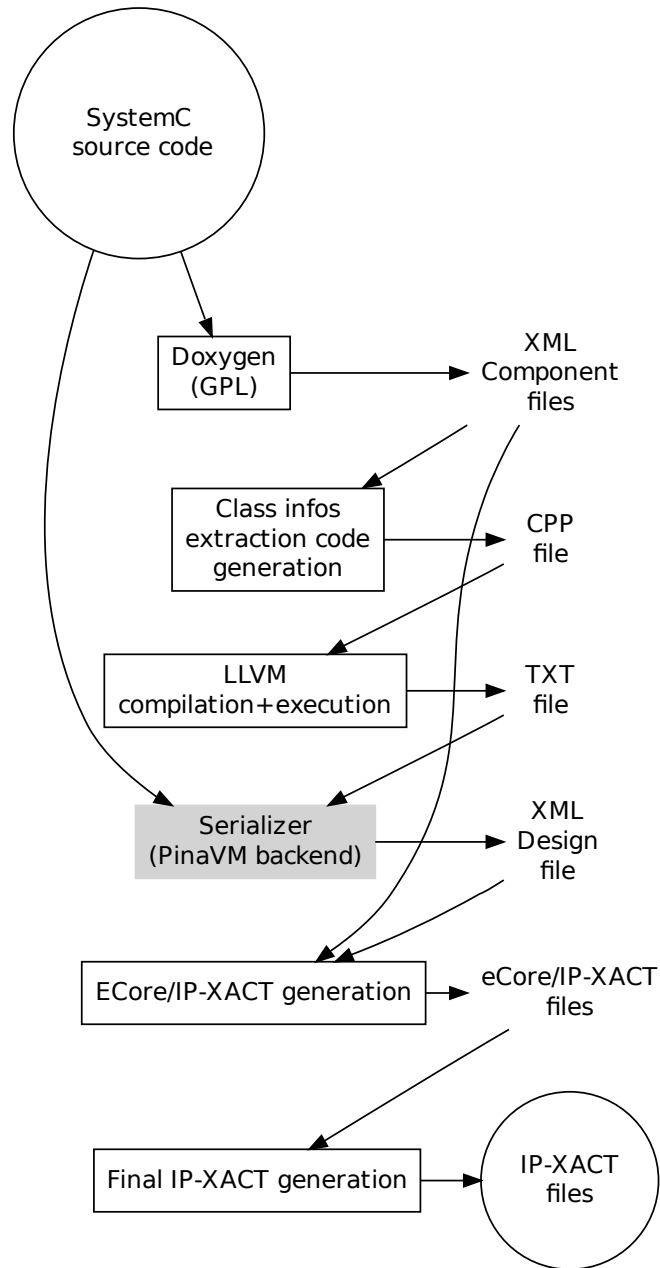 SystemC
source code
Doxygen
(GPL)
XML
Component
files
Class infos
extraction code
generation
CPP
file
LLVM
compilation+execution
TXT
file
Serializer
(PinaVM backend)
XML
Design
file
ECore/IP-XACT generation
eCore/IP-XACT
files
Final IP-XACT generation
IP-XACT
files